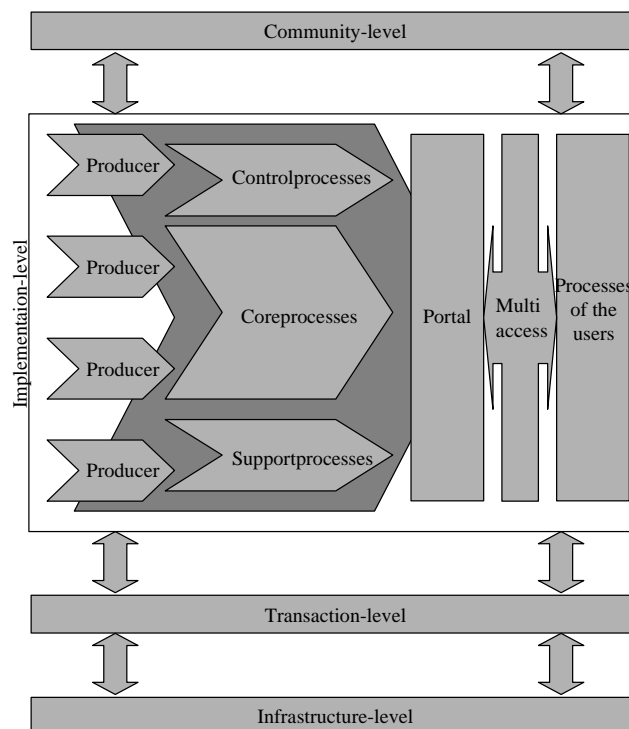 Community-level
Implementaion-level
Producer
Controlprocesses
Producer
Coreprocesses
Producer
Producer
Supportprocesses
Portal
Multi
access
Processes
of the
users
Transaction-level
Infrastructure-level